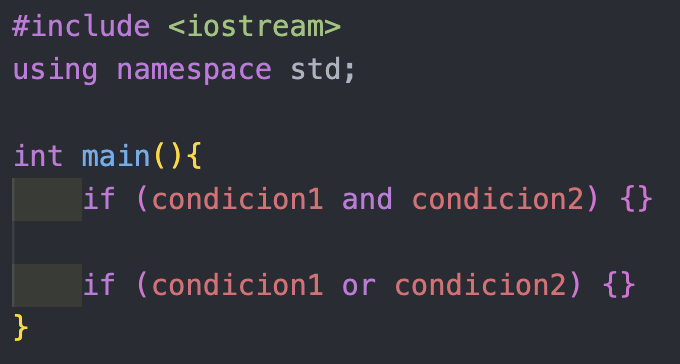 #include <iostream>
using namespace std;
int main(){
if (condicion1 and condicion2) {}
if (condicion1 or condicion2) {}
}